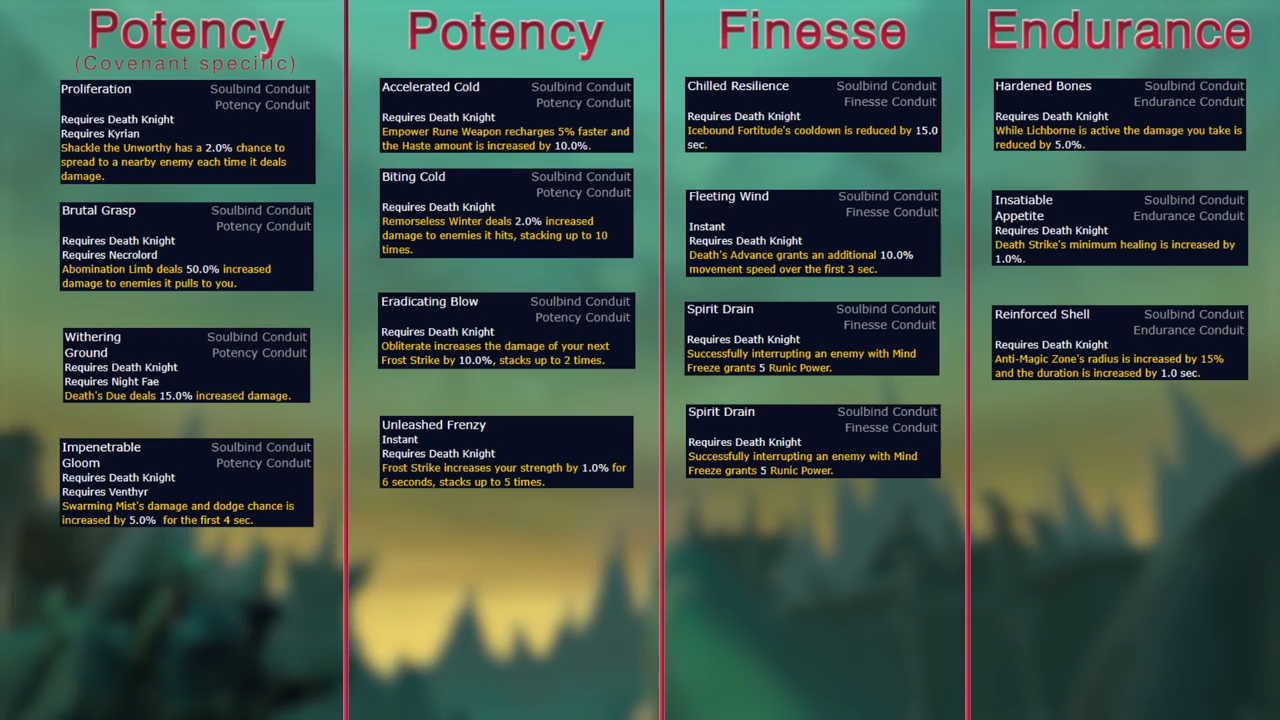 Potency
(Covenant specific)
Proliferation Soulbind Conduit
Potency Conduit
Requires Death Knight
Requires Kyrian
Shackle the Unworthy has a 2.0% chance to
spread to a nearby enemy each time it deals
damage.
Brutal Grasp Soulbind Conduit
Potency Conduit
Requires Death Knight
Requires Necrolord
Abomination Limb deals 50.0% increased
damage to enemies it pulls to you.
Withering Soulbind Conduit
Ground Potency Conduit
Requires Death Knight
Requires Night Fae
Death's Due deals 15.0% increased damage.
Impenetrable Soulbind Conduit
Gloom Potency Conduit
Requires Death Knight
Requires Venthyr
Swarming Mist's damage and dodge chance is
increased by 5.0% for the first 4 sec.
Potency
Accelerated Cold Soulbind Conduit
Potency Conduit
Requires Death Knight
Empower Rune Weapon recharges 5% faster and
the Haste amount is increased by 10.0%.
Biting Cold Soulbind Conduit
Potency Conduit
Requires Death Knight
Remorseless Winter deals 2.0% increased
damage to enemies it hits, stacking up to 10
times.
Eradicating Blow Soulbind Conduit
Potency Conduit
Requires Death Knight
Obliterate increases the damage of your next
Frost Strike by 10.0%, stacks up to 2 times.
Unleashed Frenzy
Instant
Requires Death Knight
Frost Strike increases your strength by 1.0% for
6 seconds, stacks up to 5 times.
Finesse
Chilled Resilience Soulbind Conduit
Finesse Conduit
Requires Death Knight
Icebound Fortitude's cooldown is reduced by 15.0
sec.
Fleeting Wind Soulbind Conduit
Finesse Conduit
Instant
Requires Death Knight
Death's Advance grants an additional 10.0%
movement speed over the first 3 sec.
Spirit Drain Soulbind Conduit
Finesse Conduit
Requires Death Knight
Successfully interrupting an enemy with Mind
Freeze grants 5 Runic Power.
Spirit Drain Soulbind Conduit
Finesse Conduit
Requires Death Knight
Successfully interrupting an enemy with Mind
Freeze grants 5 Runic Power.
Endurance
Hardened Bones Soulbind Conduit
Endurance Conduit
Requires Death Knight
While Lichborne is active the damage you take is
reduced by 5.0%.
Insatiable Soulbind Conduit
Appetite Endurance Conduit
Requires Death Knight
Death Strike's minimum healing is increased by
1.0%.
Reinforced Shell Soulbind Conduit
Endurance Conduit
Requires Death Knight
Anti-Magic Zone's radius is increased by 15%
and the duration is increased by 1.0 sec.